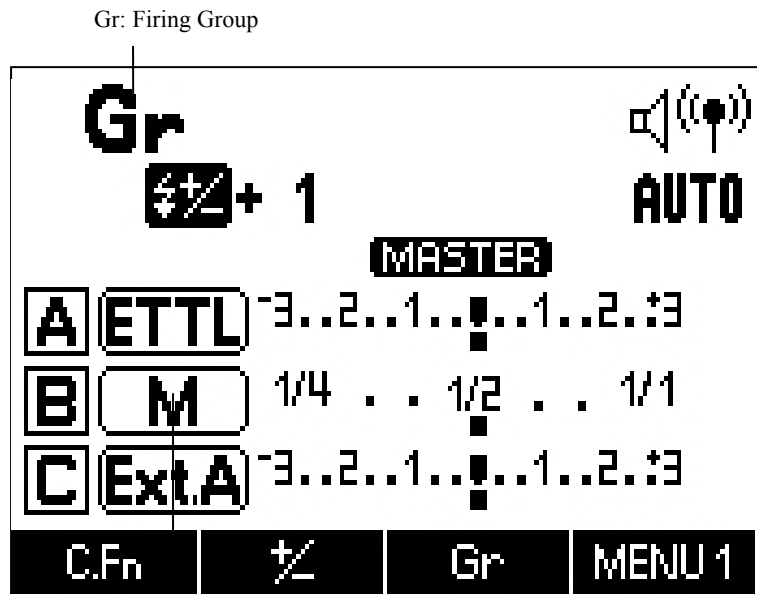 Gr: Firing Group
Gr
+/- + 1 AUTO
MASTER
A ETTL -3..2..1..▮..1..2..+3
B M 1/4 . . 1/2 . . 1/1
C Ext.A -3..2..1..▮..1..2..+3
C.Fn +/- Gr MENU 1